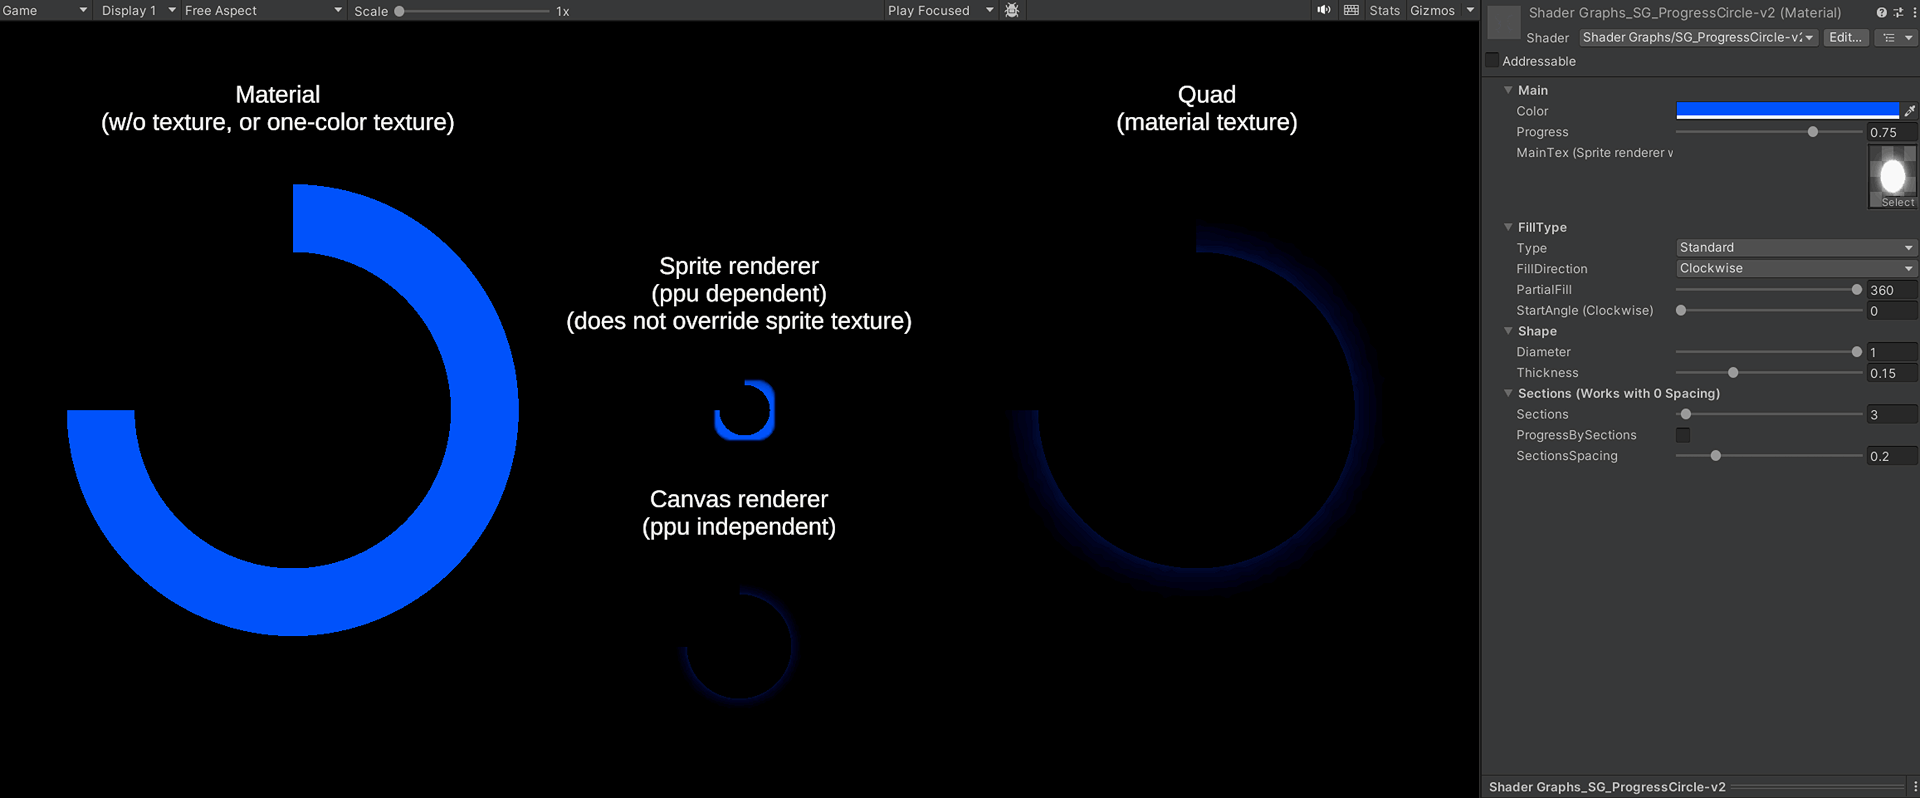 Game Display 1 Free Aspect Scale 1x Play Focused Stats Gizmos
Material
(w/o texture, or one-color texture)
Sprite renderer
(ppu dependent)
(does not override sprite texture)
Canvas renderer
(ppu independent)
Quad
(material texture)
Shader Graphs_SG_ProgressCircle-v2 (Material)
Shader Shader Graphs/SG_ProgressCircle-v2 Edit...
Addressable
Main
Color
Progress 0.75
MainTex (Sprite renderer
Select
FillType
Type Standard
FillDirection Clockwise
PartialFill 360
StartAngle (Clockwise) 0
Shape
Diameter 1
Thickness 0.15
Sections (Works with 0 Spacing)
Sections 3
ProgressBySections
SectionsSpacing 0.2
Shader Graphs_SG_ProgressCircle-v2